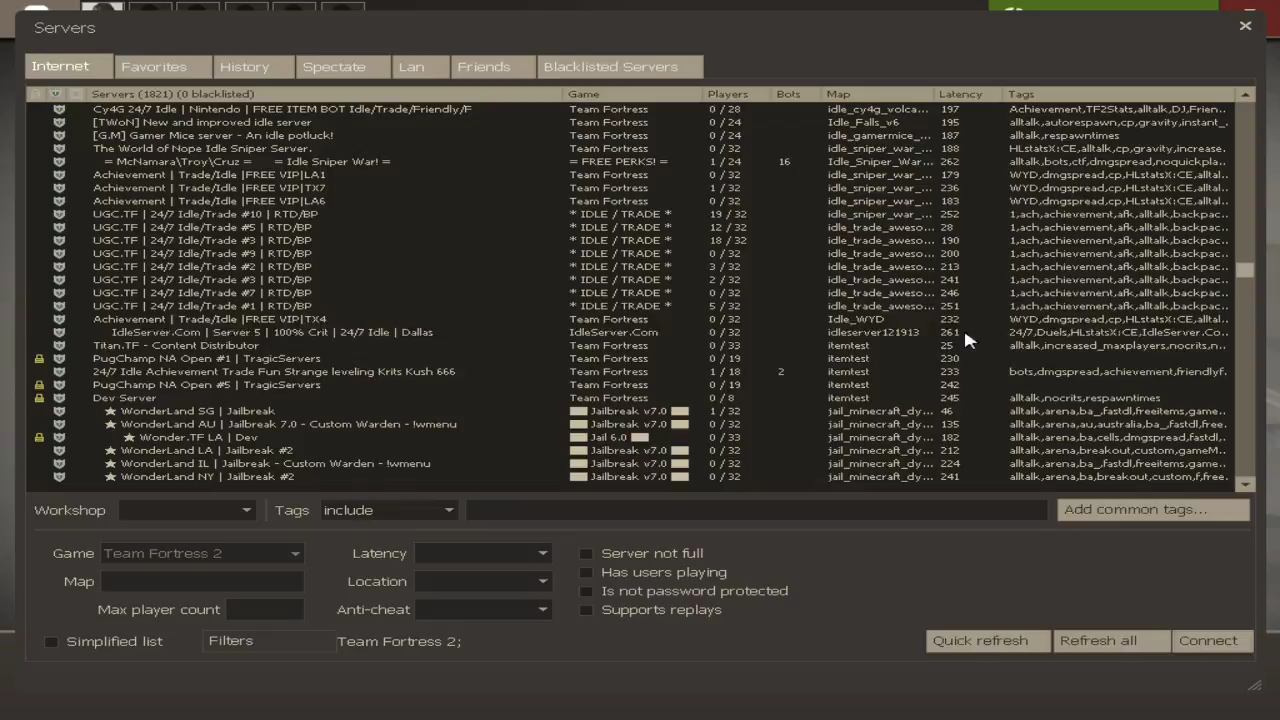 Servers
Internet Favorites History Spectate Lan Friends Blacklisted Servers
Servers (1821) (0 blacklisted) Game Players Bots Map Latency Tags
Cy4G 24/7 Idle | Nintendo | FREE ITEM BOT Idle/Trade/Friendly/F Team Fortress 0 / 28 idle_cy4g_volca... 197 Achievement,TF2Stats,alltalk,DJ,Frien...
[TWoN] New and improved idle server Team Fortress 0 / 24 Idle_Falls_v6 195 alltalk,autorespawn,cp,gravity,instant_...
[G.M] Gamer Mice server - An idle potluck! Team Fortress 0 / 24 idle_gamermice_... 187 alltalk,respawntimes
The World of Nope Idle Sniper Server. Team Fortress 0 / 24 idle_sniper_war_... 188 HLstatsX:CE,alltalk,cp,gravity,increase.
= McNamara\Troy\Cruz = = Idle Sniper War! = = FREE PERKS! = 1 / 24 16 Idle_Sniper_War... 262 alltalk,bots,ctf,dmgspread,noquickpla...
Achievement | Trade/Idle |FREE VIP|LA1 Team Fortress 0 / 32 idle_sniper_war_... 179 WYD,dmgspread,cp,HLstatsX:CE,alltal...
Achievement | Trade/Idle |FREE VIP|TX7 Team Fortress 1 / 32 idle_sniper_war_... 236 WYD,dmgspread,cp,HLstatsX:CE,alltal...
Achievement | Trade/Idle |FREE VIP|LA6 Team Fortress 0 / 32 idle_sniper_war_... 183 WYD,dmgspread,cp,HLstatsX:CE,alltal...
UGC.TF | 24/7 Idle/Trade #10 | RTD/BP * IDLE / TRADE * 19 / 32 idle_sniper_war_... 252 1,ach,achievement,afk,alltalk,backpac...
UGC.TF | 24/7 Idle/Trade #5 | RTD/BP * IDLE / TRADE * 12 / 32 idle_trade_aweso... 28 1,ach,achievement,afk,alltalk,backpac...
UGC.TF | 24/7 Idle/Trade #3 | RTD/BP * IDLE / TRADE * 18 / 32 idle_trade_aweso... 190 1,ach,achievement,afk,alltalk,backpac...
UGC.TF | 24/7 Idle/Trade #9 | RTD/BP * IDLE / TRADE * 0 / 32 idle_trade_aweso... 200 1,ach,achievement,afk,alltalk,backpac...
UGC.TF | 24/7 Idle/Trade #2 | RTD/BP * IDLE / TRADE * 3 / 32 idle_trade_aweso... 213 1,ach,achievement,afk,alltalk,backpac...
UGC.TF | 24/7 Idle/Trade #3 | RTD/BP * IDLE / TRADE * 2 / 32 idle_trade_aweso... 241 1,ach,achievement,afk,alltalk,backpac...
UGC.TF | 24/7 Idle/Trade #7 | RTD/BP * IDLE / TRADE * 0 / 32 idle_trade_aweso... 246 1,ach,achievement,afk,alltalk,backpac...
UGC.TF | 24/7 Idle/Trade #1 | RTD/BP * IDLE / TRADE * 5 / 32 idle_trade_aweso... 251 1,ach,achievement,afk,alltalk,backpac...
Achievement | Trade/Idle |FREE VIP|TX4 Team Fortress 0 / 32 Idle_WYD 232 WYD,dmgspread,cp,HLstatsX:CE,alltal...
IdleServer.Com | Server 5 | 100% Crit | 24/7 Idle | Dallas IdleServer.Com 0 / 32 idleserver121913 261 24/7,Duels,HLstatsX:CE,IdleServer.Co...
Titan.TF - Content Distributor Team Fortress 0 / 33 itemtest 25 alltalk,increased_maxplayers,nocrits,n...
PugChamp NA Open #1 | TragicServers Team Fortress 0 / 19 itemtest 230
24/7 Idle Achievement Trade Fun Strange leveling Krits Kush 666 Team Fortress 1 / 18 2 itemtest 233 bots,dmgspread,achievement,friendlyf.
PugChamp NA Open #5 | TragicServers Team Fortress 0 / 19 itemtest 242
Dev Server Team Fortress 0 / 8 itemtest 245 alltalk,nocrits,respawntimes
★ WonderLand SG | Jailbreak Jailbreak v7.0 1 / 32 jail_minecraft_dy... 46 alltalk,arena,ba_,fastdl,freeitems,game...
★ WonderLand AU | Jailbreak 7.0 - Custom Warden - !wmenu Jailbreak v7.0 0 / 32 jail_minecraft_dy... 135 alltalk,arena,au,australia,ba_,fastdl,free...
★ Wonder.TF LA | Dev Jail 6.0 0 / 33 jail_minecraft_dy... 182 alltalk,arena,ba,cells,dmgspread,fastdl...
★ WonderLand LA | Jailbreak #2 Jailbreak v7.0 0 / 32 jail_minecraft_dy... 212 alltalk,arena,breakout,custom,gameM...
★ WonderLand IL | Jailbreak - Custom Warden - !wmenu Jailbreak v7.0 0 / 32 jail_minecraft_dy... 224 alltalk,arena,ba_,fastdl,freeitems,game...
★ WonderLand NY | Jailbreak #2 Jailbreak v7.0 0 / 32 jail_minecraft_dy... 241 alltalk,arena,ba,breakout,custom,f,free...
Workshop Tags include Add common tags...
Game Team Fortress 2 Latency Server not full
Has users playing
Map Location Is not password protected
Max player count Anti-cheat Supports replays
Simplified list Filters Team Fortress 2; Quick refresh Refresh all Connect